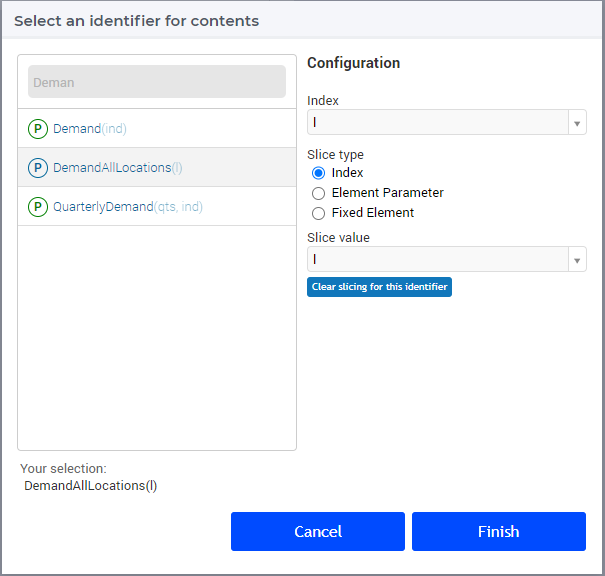 Select an identifier for contents
Deman
Configuration
Index
l
P Demand(ind)
Slice type
P DemandAllLocations(l)
Index
Element Parameter
P QuarterlyDemand(qts, ind)
Fixed Element
Slice value
l
Clear slicing for this identifier
Your selection:
DemandAllLocations(l)
Cancel
Finish